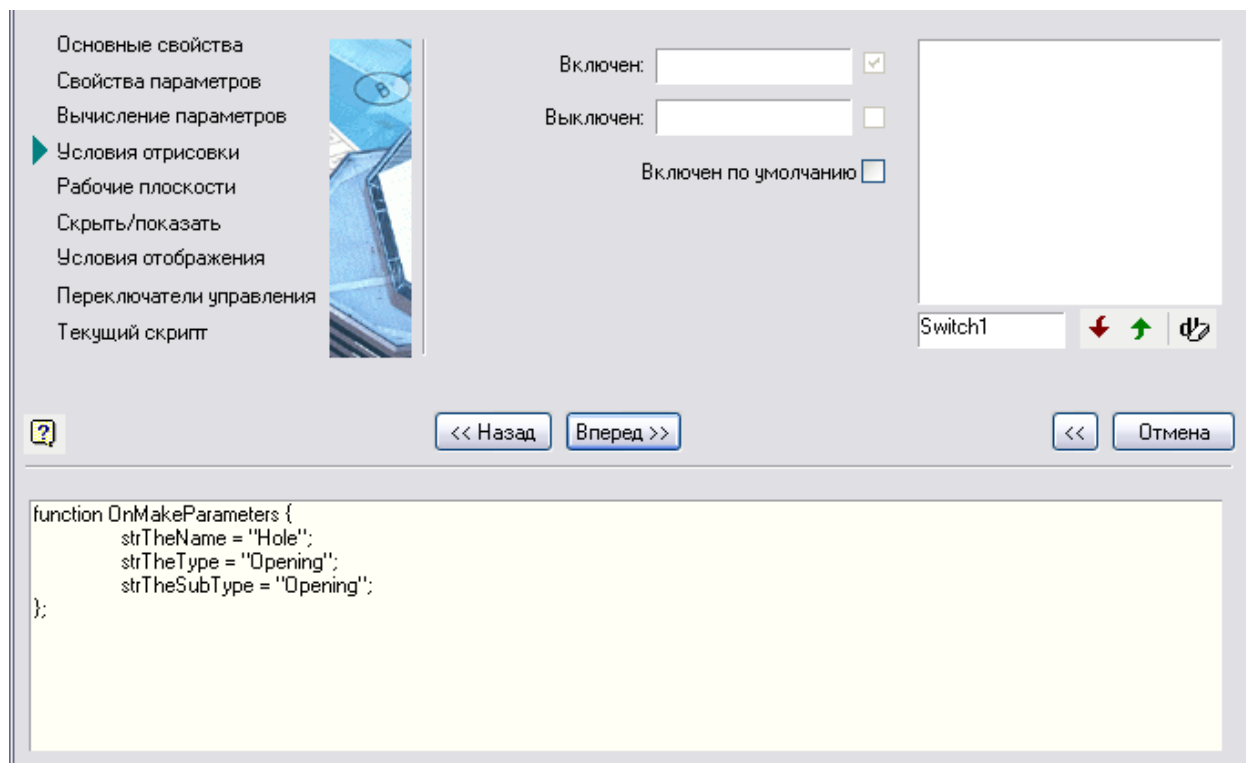 Основные свойства
Свойства параметров
Вычисление параметров
Условия отрисовки
Рабочие плоскости
Скрыть/показать
Условия отображения
Переключатели управления
Текущий скрипт
B
Включен:
Выключен:
Включен по умолчанию
Switch1
?
<< Назад
Вперед >>
<<
Отмена
function OnMakeParameters {
strTheName = "Hole";
strTheType = "Opening";
strTheSubType = "Opening";
};